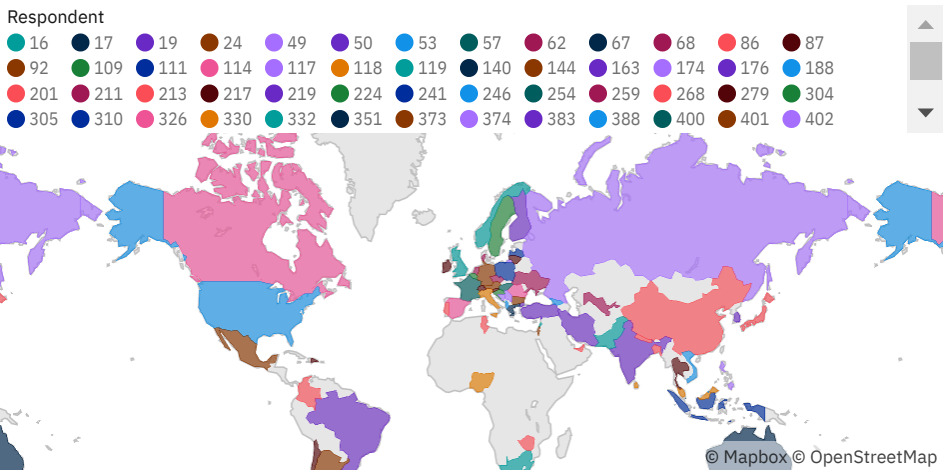 Respondent
16 17 19 24 49 50 53 57 62 67 68 86 87
92 109 111 114 117 118 119 140 144 163 174 176 188
201 211 213 217 219 224 241 246 254 259 268 279 304
305 310 326 330 332 351 373 374 383 388 400 401 402
© Mapbox © OpenStreetMap